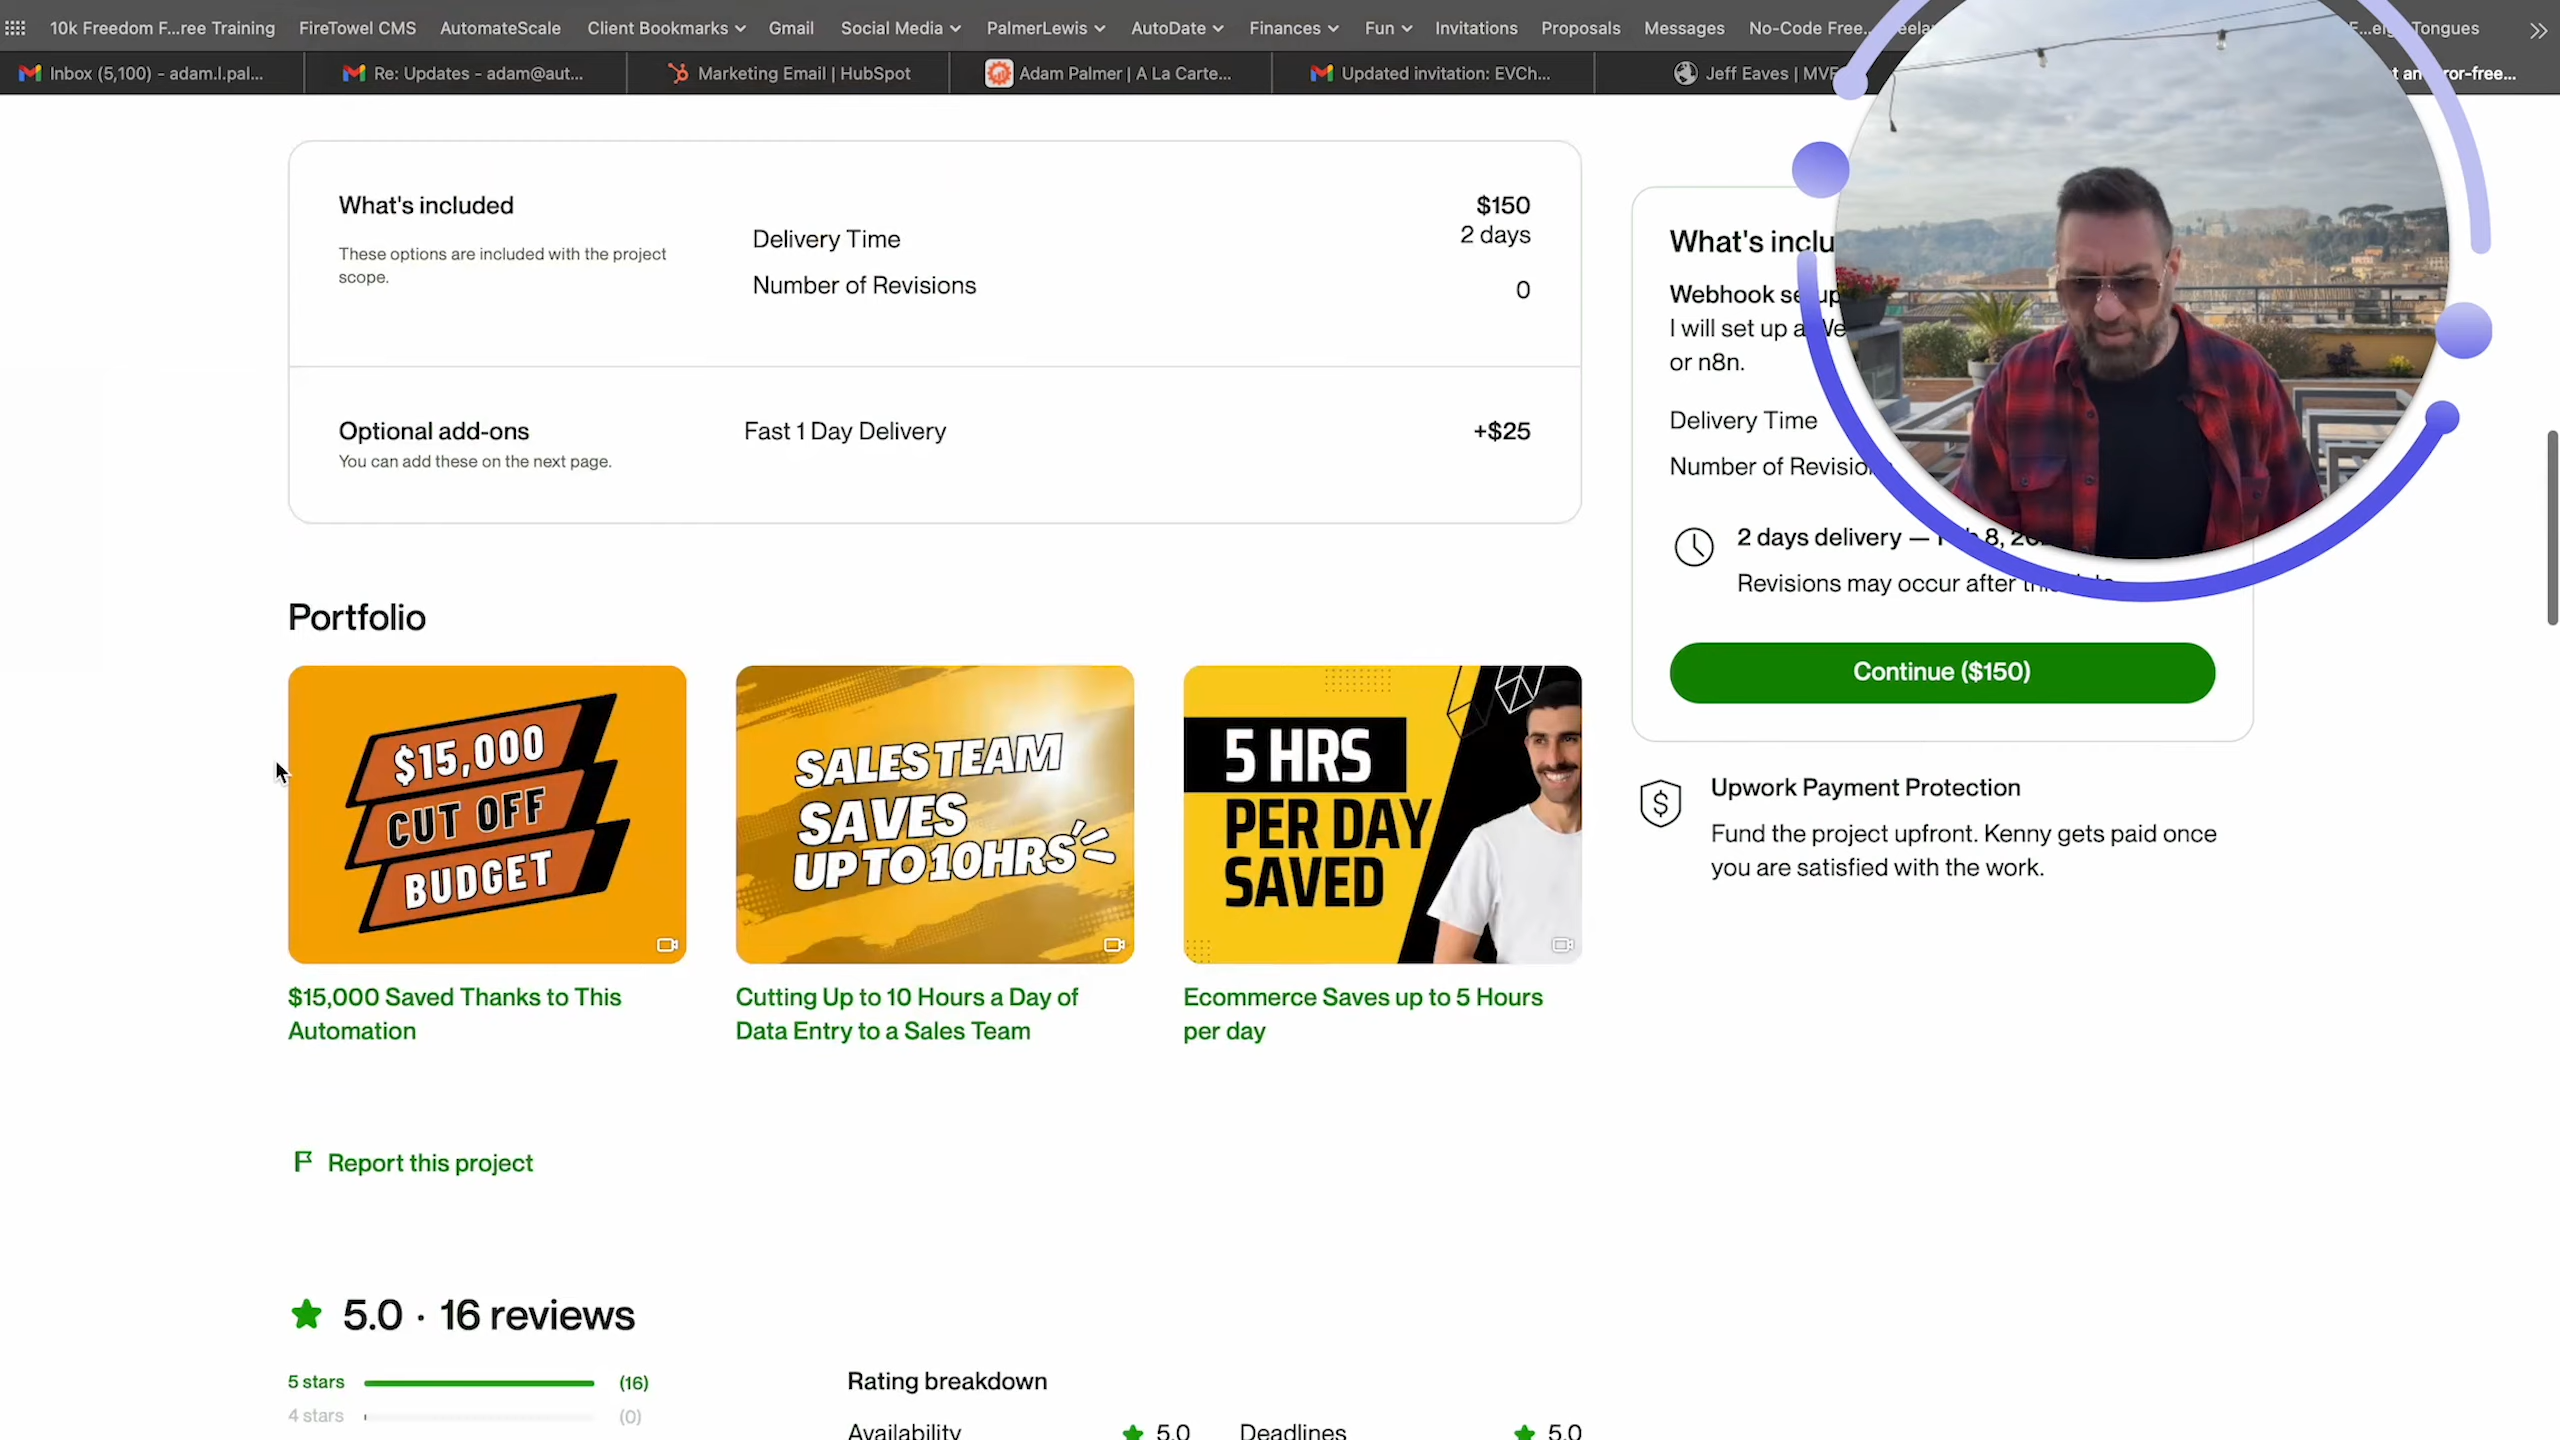 10k Freedom F...ree Training FireTowel CMS AutomateScale Client Bookmarks Gmail Social Media PalmerLewis AutoDate Finances Fun Invitations Proposals Messages No-Code Free... Tongues
Inbox (5,100) - adam.l.pal... Re: Updates - adam@aut... Marketing Email | HubSpot Adam Palmer | A La Carte... Updated invitation: EVCh... Jeff Eaves |
What's included
These options are included with the project
scope.
$150
Delivery Time 2 days
Number of Revisions 0
Optional add-ons
You can add these on the next page.
Fast 1 Day Delivery +$25
What's inclu
Webhook setup
I will set up a We
or n8n.
Delivery Time
Number of Revisio
2 days delivery — 8, 20
Revisions may occur after
Continue ($150)
Upwork Payment Protection
Fund the project upfront. Kenny gets paid once
you are satisfied with the work.
Portfolio
$15,000
CUT OFF
BUDGET
SALES TEAM
SAVES
UP TO 10HRS
5 HRS
PER DAY
SAVED
$15,000 Saved Thanks to This
Automation
Cutting Up to 10 Hours a Day of
Data Entry to a Sales Team
Ecommerce Saves up to 5 Hours
per day
Report this project
5.0 · 16 reviews
5 stars (16)
4 stars (0)
Rating breakdown
Availability 5.0 Deadlines 5.0